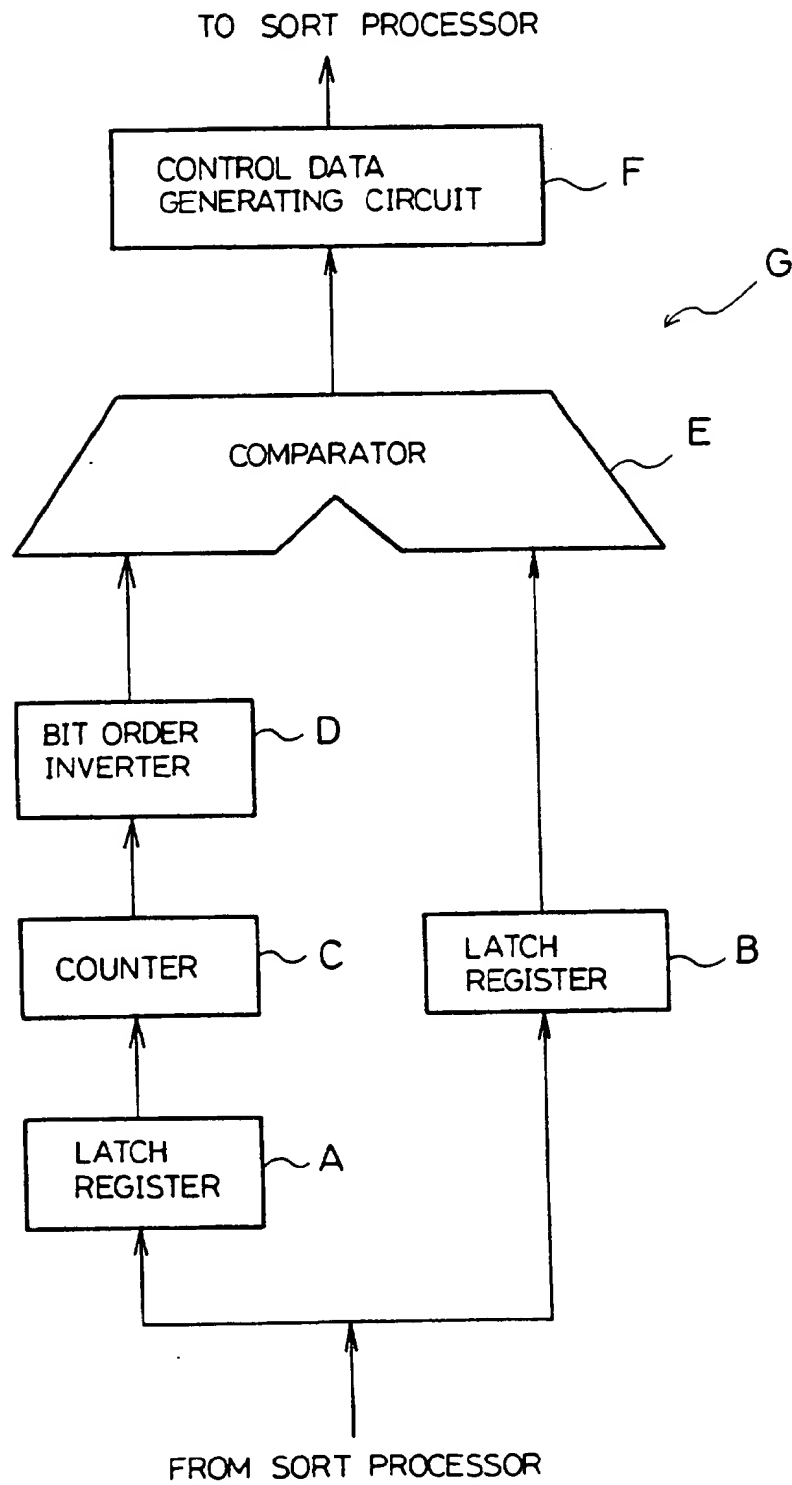 TO SORT PROCESSOR
CONTROL DATA
GENERATING CIRCUIT
F
G
COMPARATOR
E
BIT ORDER
INVERTER
D
COUNTER
C
LATCH
REGISTER
B
LATCH
REGISTER
A
FROM SORT PROCESSOR